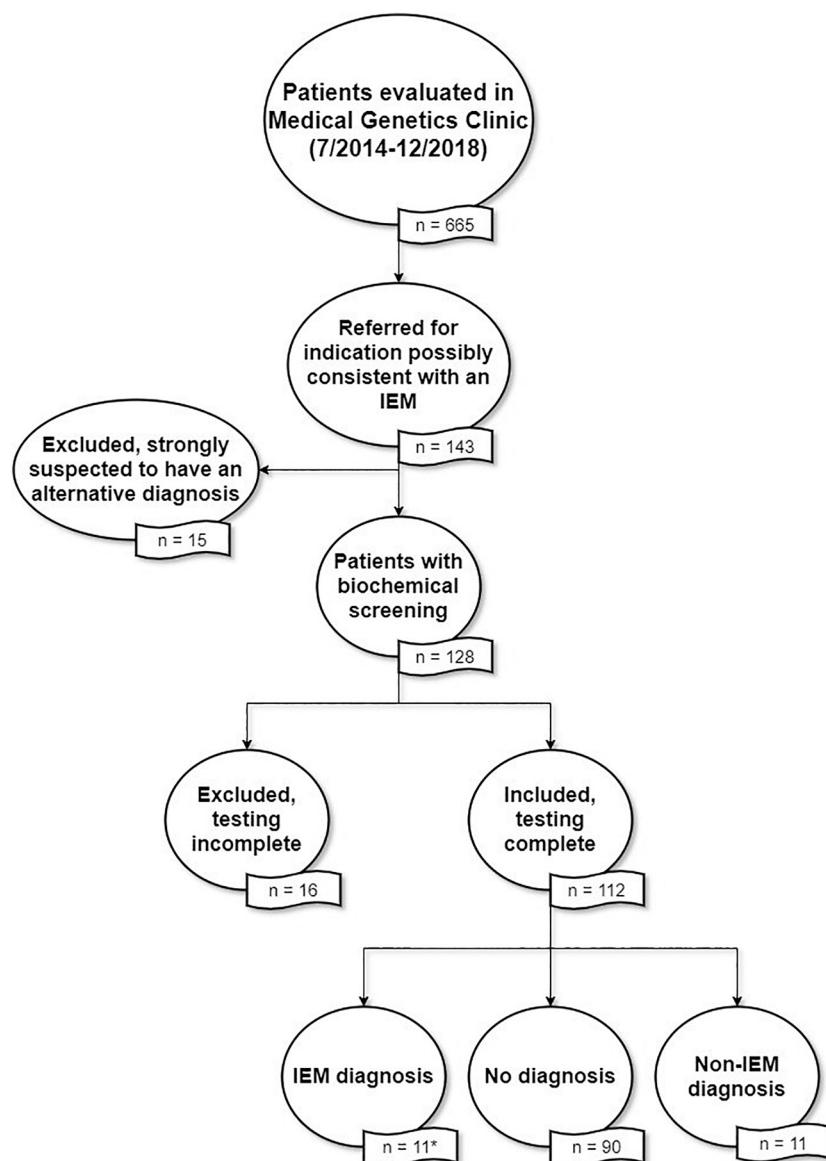 Patients evaluated in
Medical Genetics Clinic
(7/2014-12/2018)
n = 665
Referred for
indication possibly
consistent with an
IEM
n = 143
Excluded, strongly
suspected to have an
alternative diagnosis
n = 15
Patients with
biochemical
screening
n = 128
Excluded,
testing
incomplete
n = 16
Included,
testing
complete
n = 112
IEM diagnosis
n = 11*
No diagnosis
n = 90
Non-IEM
diagnosis
n = 11